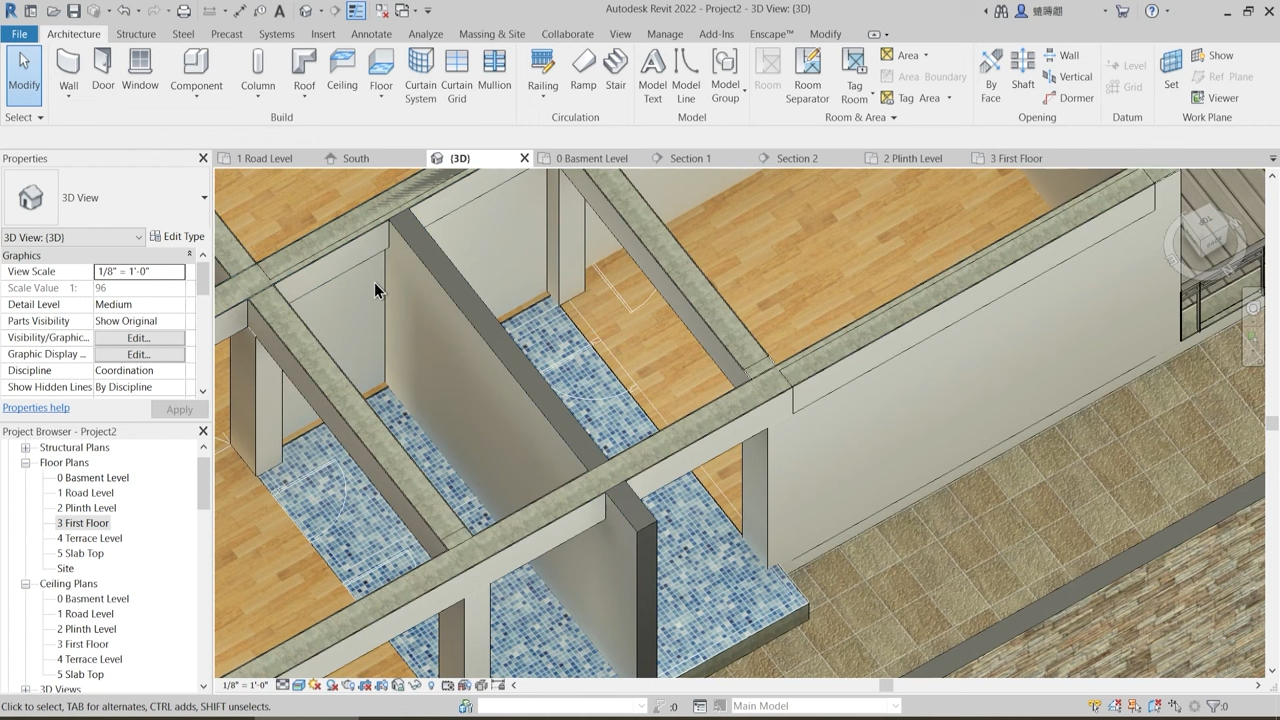 Autodesk Revit 2022 - Project2 - 3D View: {3D}
File Architecture Structure Steel Precast Systems Insert Annotate Analyze Massing & Site Collaborate View Manage Add-Ins Enscape™ Modify
Modify
Wall
Door
Window
Component
Column
Roof
Ceiling
Floor
Curtain System
Curtain Grid
Mullion
Railing
Ramp
Stair
Model Text
Model Line
Model Group
Room
Room Separator
Tag Room
Area
Area Boundary
Tag Area
By Face
Shaft
Wall
Vertical
Dormer
Level
Grid
Set
Show
Ref Plane
Viewer
Select
Build
Circulation
Model
Room & Area
Opening
Datum
Work Plane
Properties
1 Road Level
South
{3D}
0 Basment Level
Section 1
Section 2
2 Plinth Level
3 First Floor
3D View
3D View: {3D}
Edit Type
Graphics
View Scale 1/8" = 1'-0"
Scale Value 1: 96
Detail Level Medium
Parts Visibility Show Original
Visibility/Graphic... Edit...
Graphic Display ... Edit...
Discipline Coordination
Show Hidden Lines By Discipline
Properties help
Apply
Project Browser - Project2
Structural Plans
Floor Plans
0 Basment Level
1 Road Level
2 Plinth Level
3 First Floor
4 Terrace Level
5 Slab Top
Site
Ceiling Plans
0 Basment Level
1 Road Level
2 Plinth Level
3 First Floor
4 Terrace Level
5 Slab Top
3D Views
1/8" = 1'-0"
Click to select, TAB for alternates, CTRL adds, SHIFT unselects.
:0
Main Model
:0